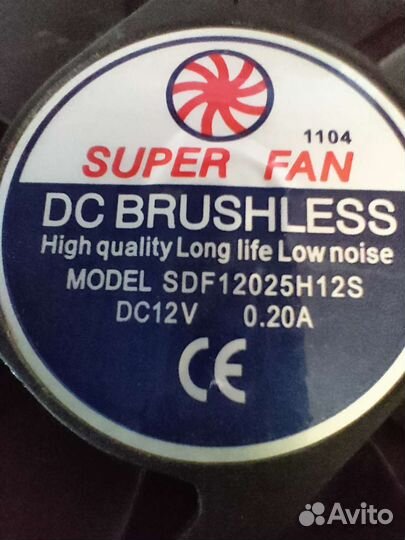 1104
SUPER FAN
DC BRUSHLESS
High quality Long life Low noise
MODEL SDF12025H12S
DC12V 0.20A
CE
Avito